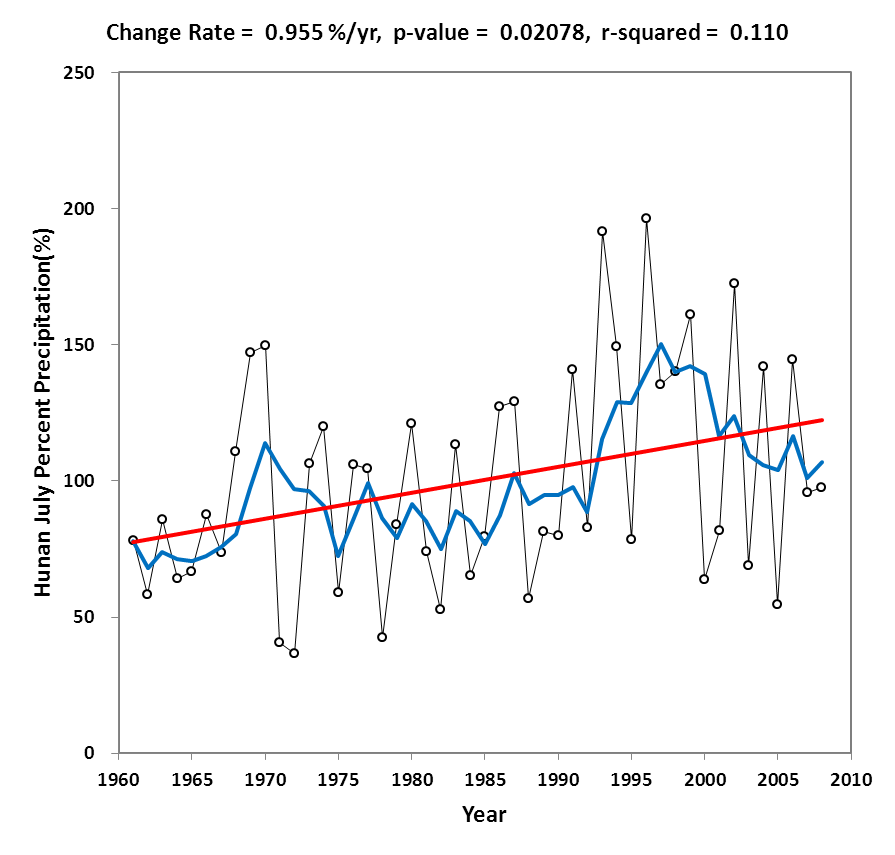 Change Rate = 0.955 %/yr, p-value = 0.02078, r-squared = 0.110
Hunan July Percent Precipitation(%)
250
200
150
100
50
0
1960 1965 1970 1975 1980 1985 1990 1995 2000 2005 2010
Year